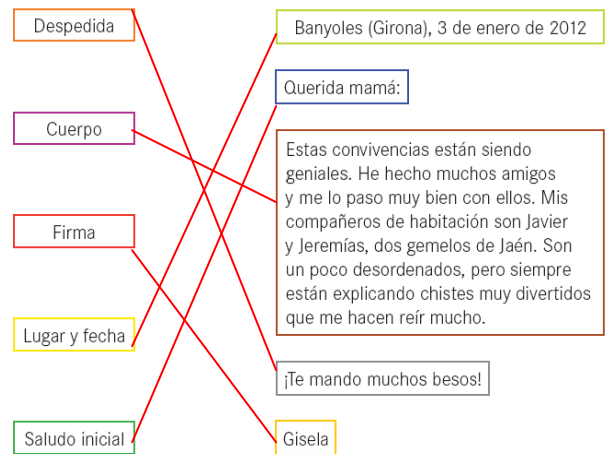 Despedida
Cuerpo
Firma
Lugar y fecha
Saludo inicial
Banyoles (Girona), 3 de enero de 2012
Querida mamá:
Estas convivencias están siendo
geniales. He hecho muchos amigos
y me lo paso muy bien con ellos. Mis
compañeros de habitación son Javier
y Jeremías, dos gemelos de Jaén. Son
un poco desordenados, pero siempre
están explicando chistes muy divertidos
que me hacen reír mucho.
¡Te mando muchos besos!
Gisela